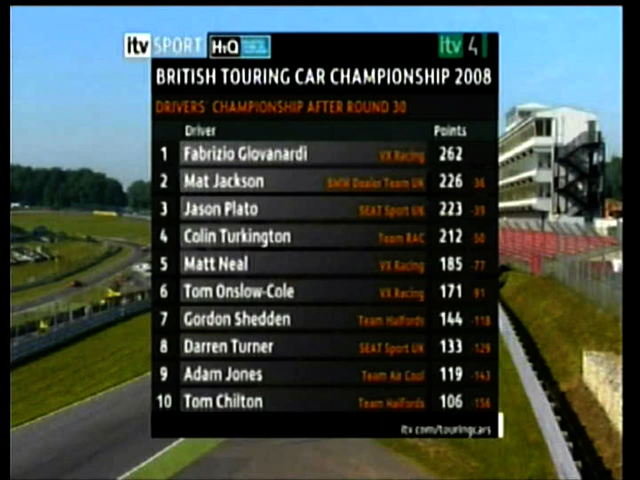 itv SPORT HiQ itv 4
BRITISH TOURING CAR CHAMPIONSHIP 2008
DRIVERS' CHAMPIONSHIP AFTER ROUND 30
Driver Points
1 Fabrizio Giovanardi VX Racing 262
2 Mat Jackson BMW Dealer Team UK 226 -36
3 Jason Plato SEAT Sport UK 223 -39
4 Colin Turkington Team RAC 212 -50
5 Matt Neal VX Racing 185 -77
6 Tom Onslow-Cole VX Racing 171 -91
7 Gordon Shedden Team Halfords 144 -118
8 Darren Turner SEAT Sport UK 133 -129
9 Adam Jones Team Air Cool 119 -143
10 Tom Chilton Team Halfords 106 -156
itv.com/touringcars